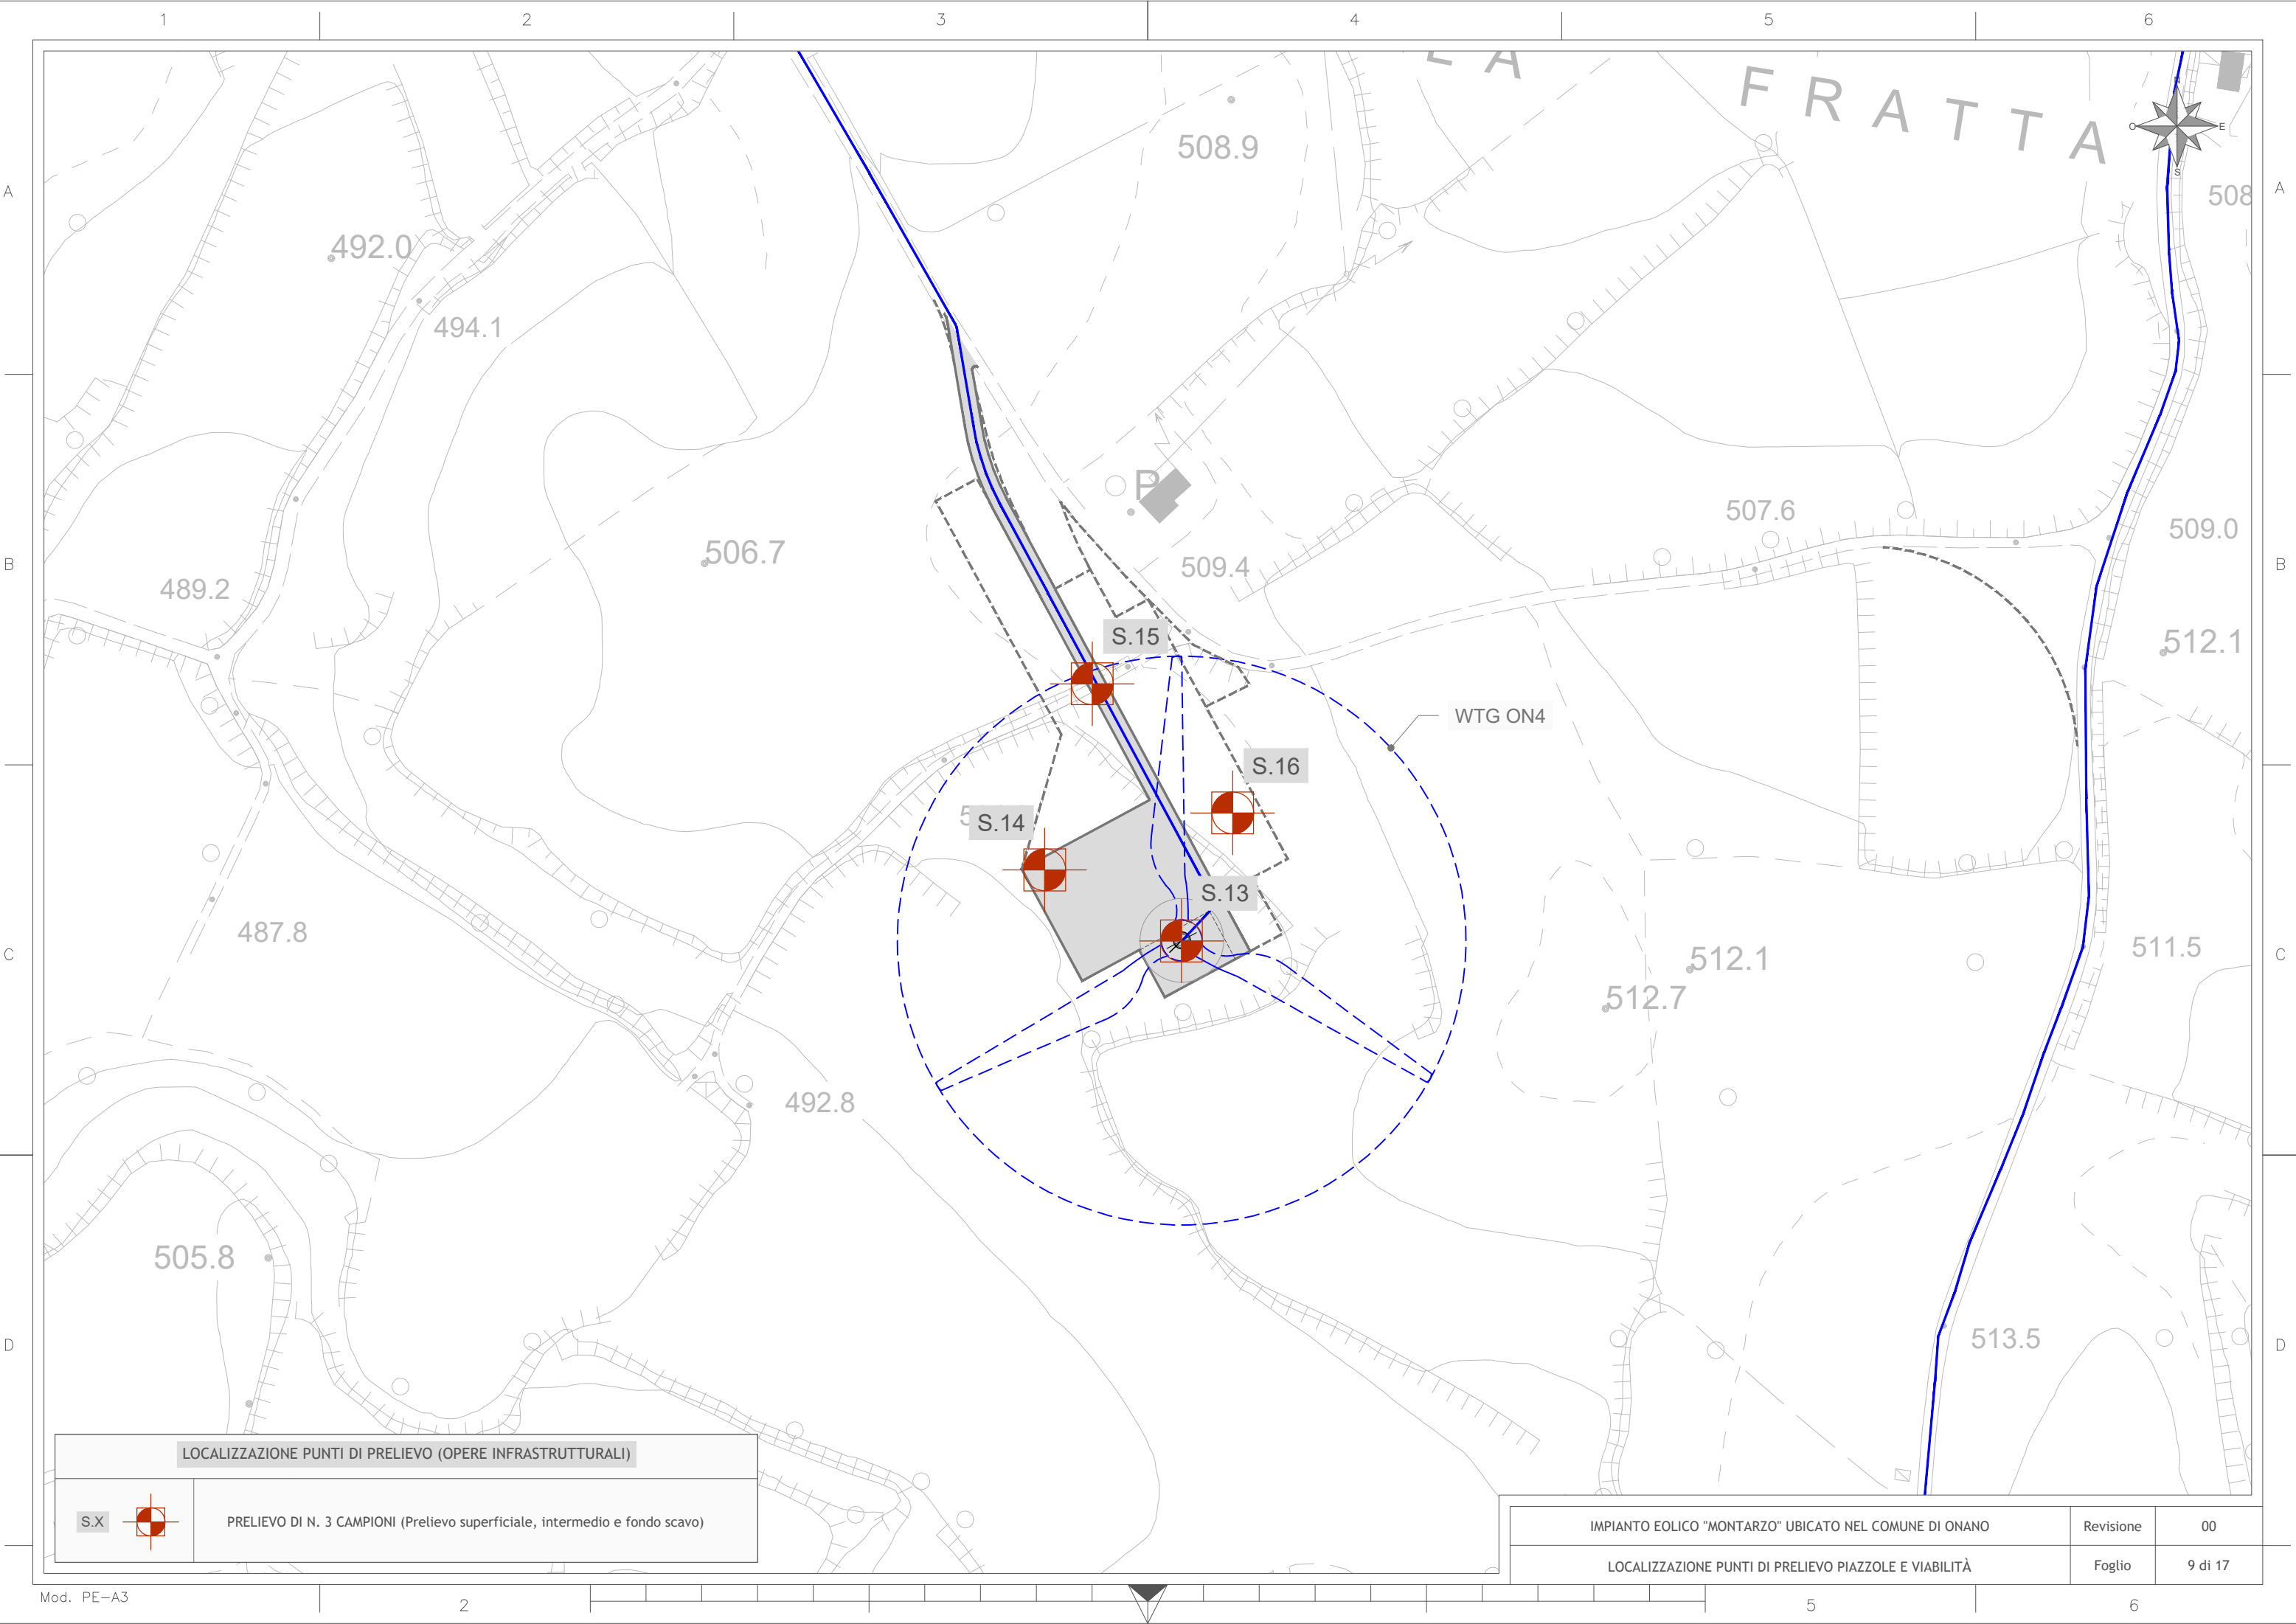 1 2 3 4 5 6
LA
FRATTA
O E
S
A A
508.9
492.0
494.1
P
507.6
509.0
B B
506.7
509.4
489.2
S.15
512.1
WTG ON4
S.16
S.14
S.13
487.8
C C
512.1
511.5
512.7
492.8
505.8
D D
513.5
LOCALIZZAZIONE PUNTI DI PRELIEVO (OPERE INFRASTRUTTURALI)
S.X PRELIEVO DI N. 3 CAMPIONI (Prelievo superficiale, intermedio e fondo scavo)
IMPIANTO EOLICO "MONTARZO" UBICATO NEL COMUNE DI ONANO Revisione 00
LOCALIZZAZIONE PUNTI DI PRELIEVO PIAZZOLE E VIABILITÀ Foglio 9 di 17
Mod. PE-A3
2 5 6